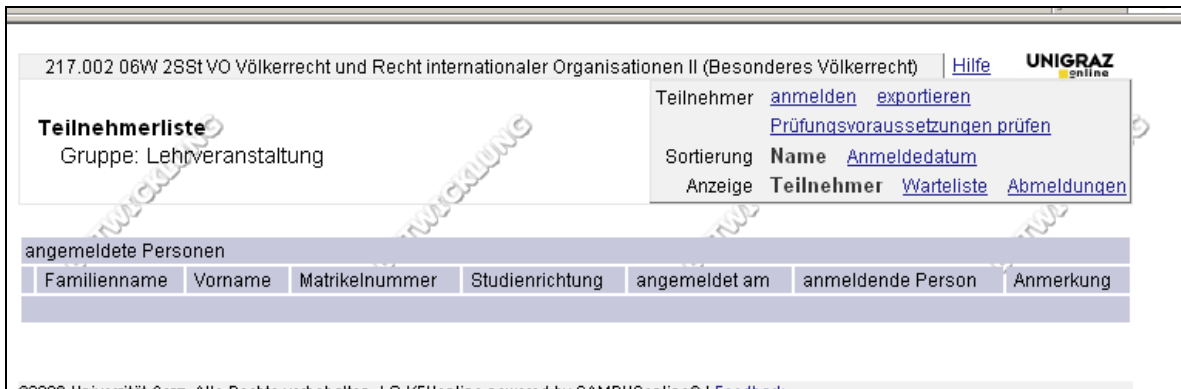 217.002 06W 2SSt VO Völkerrecht und Recht internationaler Organisationen II (Besonderes Völkerrecht) Hilfe UNIGRAZ online
Teilnehmer anmelden exportieren
Prüfungsvoraussetzungen prüfen
Teilnehmerliste
Gruppe: Lehrveranstaltung
Sortierung Name Anmeldedatum
Anzeige Teilnehmer Warteliste Abmeldungen
angemeldete Personen
Familienname Vorname Matrikelnummer Studienrichtung angemeldet am anmeldende Person Anmerkung